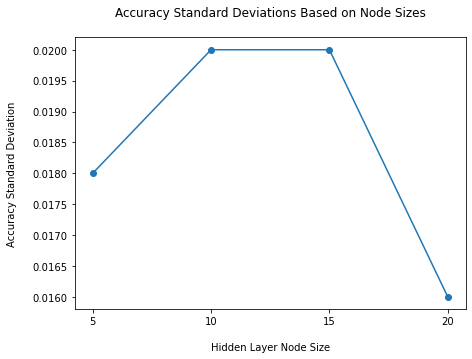 Accuracy Standard Deviations Based on Node Sizes
0.0200
0.0195
0.0190
0.0185
0.0180
0.0175
0.0170
0.0165
0.0160
Accuracy Standard Deviation
5 10 15 20
Hidden Layer Node Size